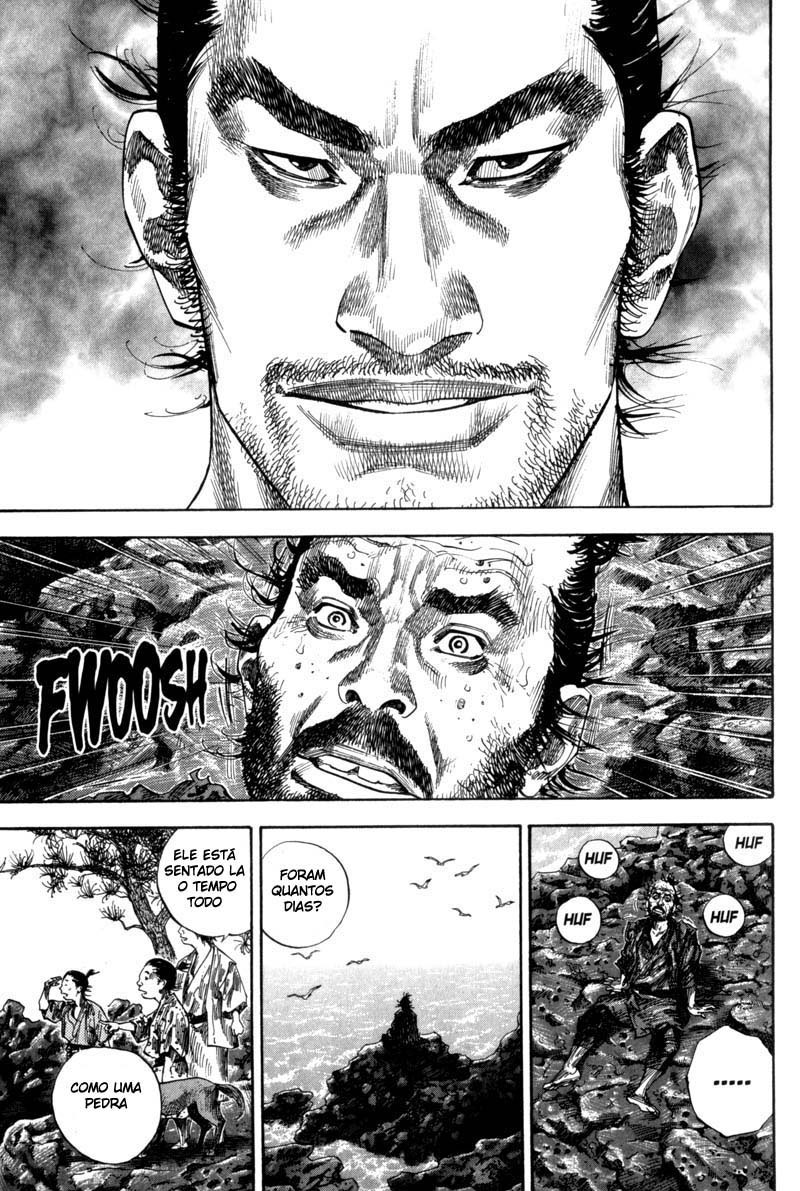 FWOOSH
HUF
HUF
HUF
HUF
.....
FORAM
QUANTOS
DIAS?
ELE ESTÁ
SENTADO LA
O TEMPO
TODO
COMO UMA
PEDRA